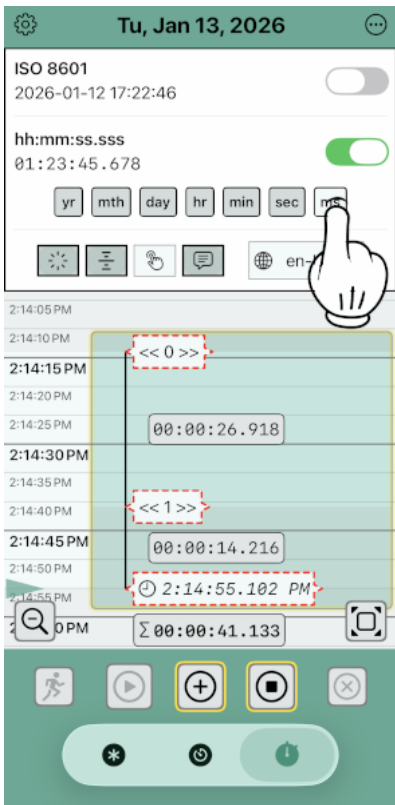 Tu, Jan 13, 2026
ISO 8601
2026-01-12 17:22:46
hh:mm:ss.sss
01:23:45.678
yr mth day hr min sec
2:14:05 PM
2:14:10 PM
<< 0 >>
2:14:15 PM
2:14:20 PM
2:14:25 PM
00:00:26.918
2:14:30 PM
2:14:35 PM
2:14:40 PM
<< 1 >>
2:14:45 PM
00:00:14.216
2:14:50 PM
2:14:55.102 PM
2:14:55 PM
Σ 00:00:41.133